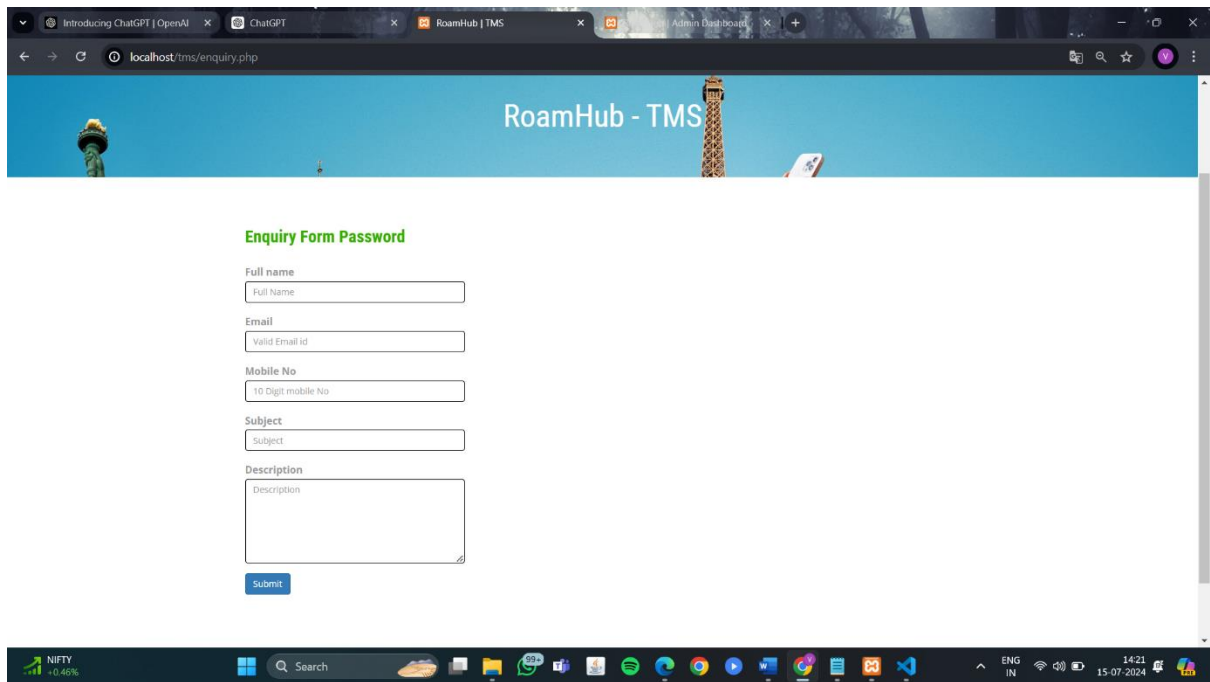 Introducing ChatGPT | OpenAI
ChatGPT
RoamHub | TMS
Admin Dashboard
localhost/tms/enquiry.php
V
RoamHub - TMS
Enquiry Form Password
Full name
Full Name
Email
Valid Email id
Mobile No
10 Digit mobile No
Subject
Subject
Description
Description
Submit
NIFTY
+0.46%
Search
99+
ENG
IN
14:21
15-07-2024